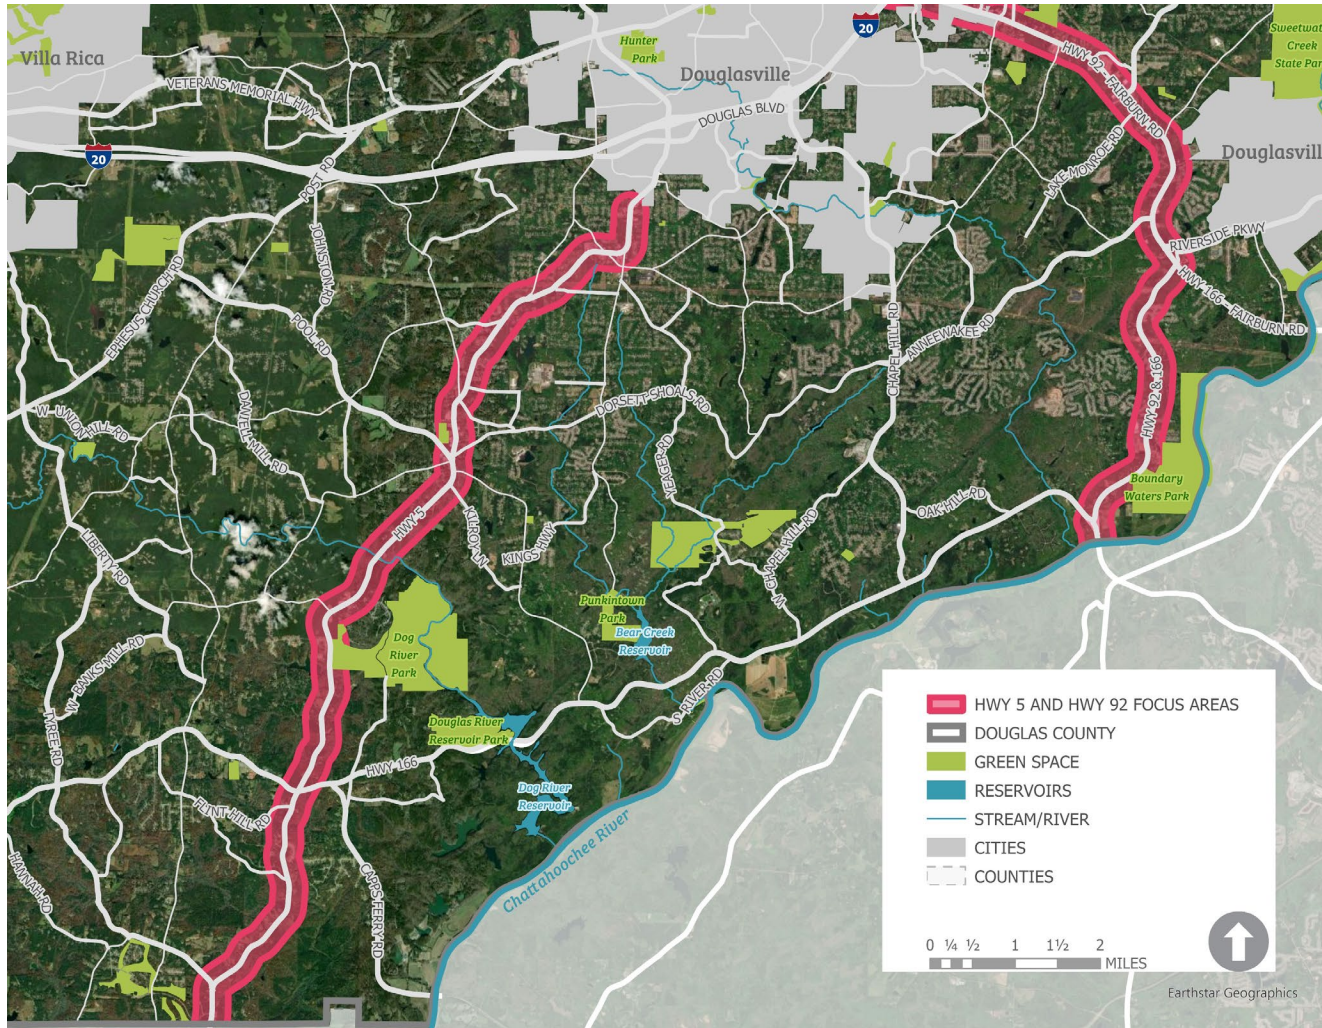 Villa Rica
VETERANS MEMORIAL HWY
20
Hunter
Park
Douglasville
DOUGLAS BLVD
20
HWY 92 - FAIRBURN RD
Sweetwater
Creek
State Par
Douglasvill
LAKE MONROE RD
RIVERSIDE PKWY
HWY 166 - FAIRBURN RD
POST RD
JOHNSTON RD
EPHESUS CHURCH RD
POOL RD
W UNION HILL RD
DANIELL MILL RD
DORSETT SHOALS RD
ANNEEWAKEE RD
CHAPEL HILL RD
HWY 92 & 166
YEAGER RD
Boundary
Waters Park
OAK HILL RD
HWY 5
KILROY LN
KINGS HWY
W CHAPEL HILL RD
LIBERTY RD
Punkintown
Park
Bear Creek
Reservoir
Dog
River
Park
W BANKS MILL RD
TYREE RD
S RIVER RD
Douglas River
Reservoir Park
HWY 166
Dog River
Reservoir
FLINT HILL RD
HANNAH RD
CAPPS FERRY RD
Chattahoochee River
HWY 5 AND HWY 92 FOCUS AREAS
DOUGLAS COUNTY
GREEN SPACE
RESERVOIRS
STREAM/RIVER
CITIES
COUNTIES
0 ¼ ½ 1 1½ 2
MILES
Earthstar Geographics